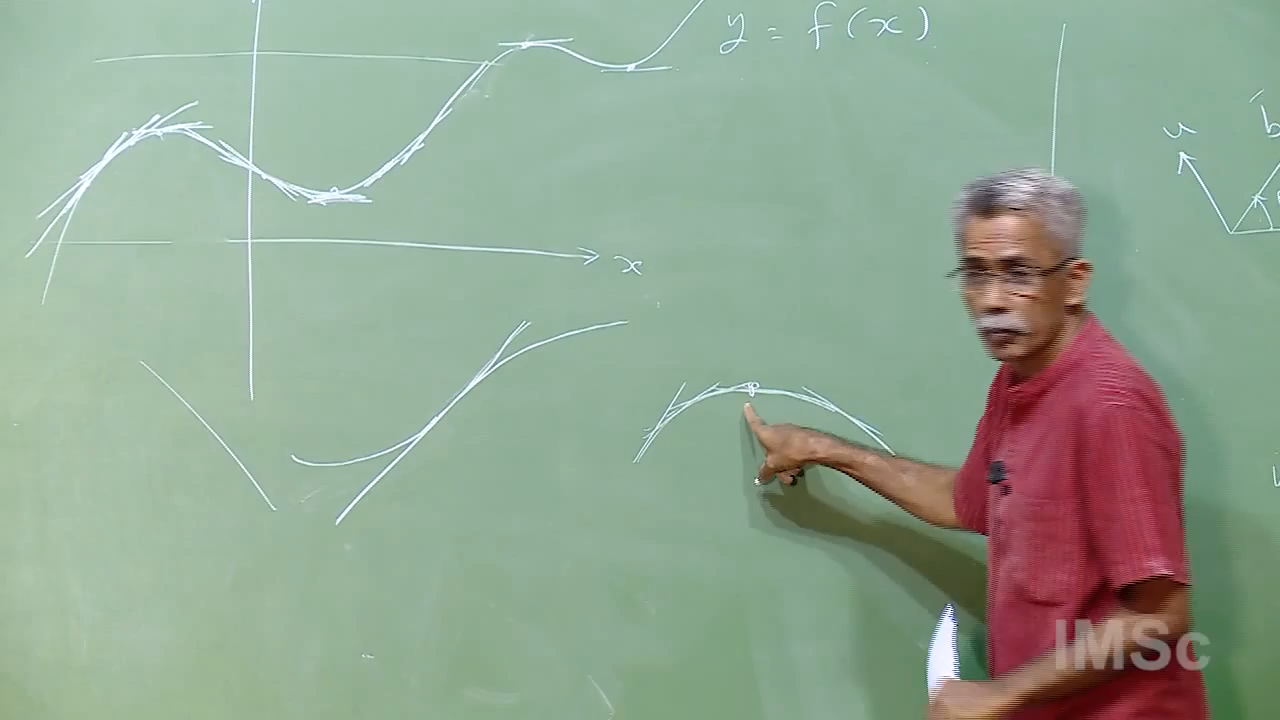 y = f(x)
u
b
x
IMSc